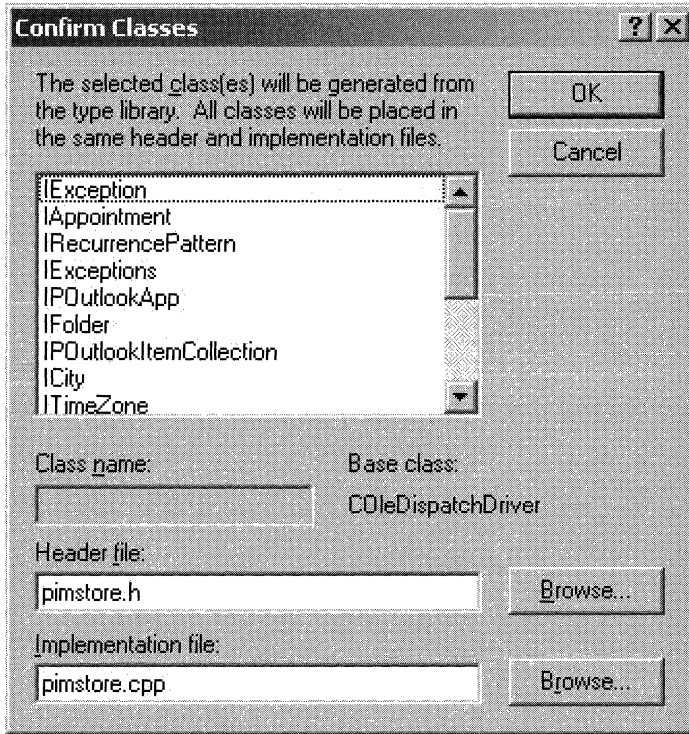 Confirm Classes
The selected class(es) will be generated from
the type library. All classes will be placed in
the same header and implementation files.
OK
Cancel
IException
IAppointment
IRecurrencePattern
IExceptions
IPOutlookApp
IFolder
IPOutlookItemCollection
ICity
ITimeZone
Class name:
Base class:
COleDispatchDriver
Header file:
pimstore.h
Browse...
Implementation file:
pimstore.cpp
Browse...